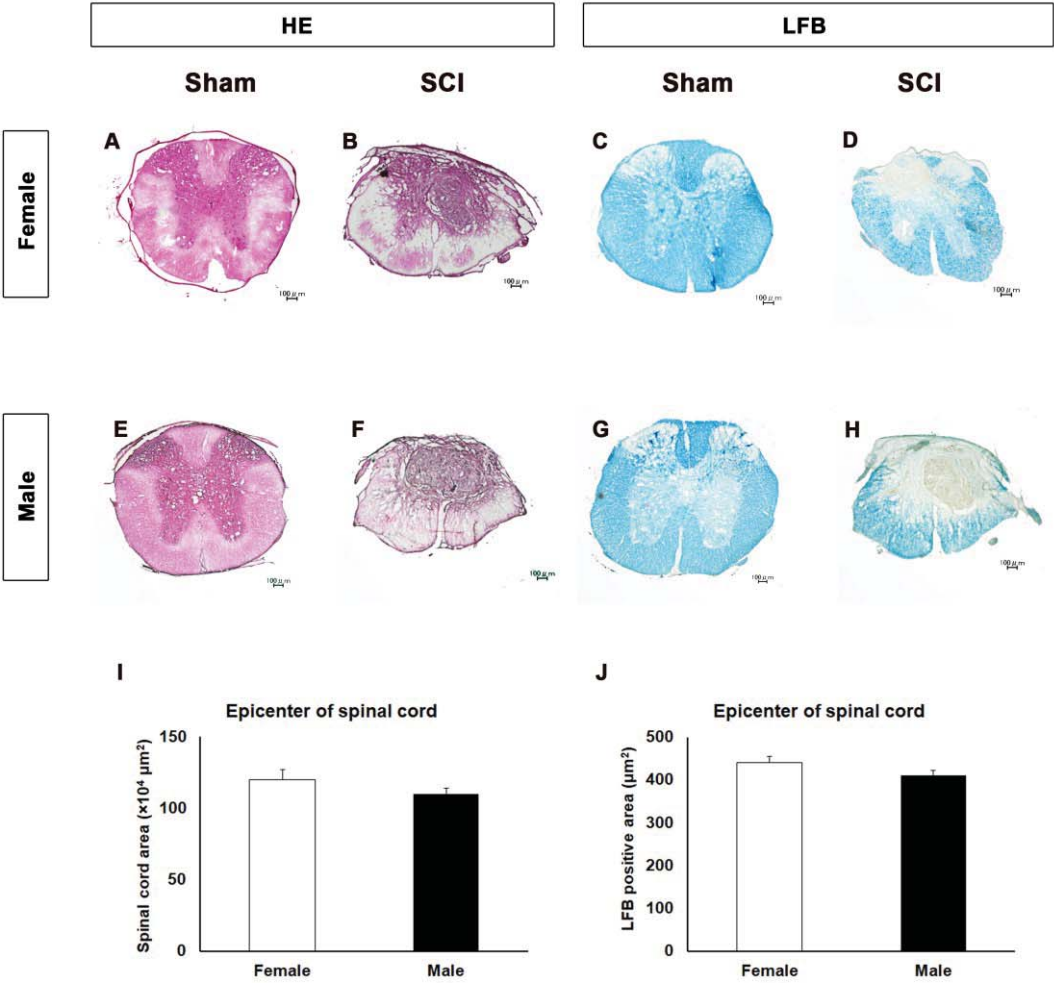 HE
LFB
Sham
SCI
Sham
SCI
Female
A
B
C
D
100 μm
100 μm
100 μm
100 μm
Male
E
F
G
H
100 μm
100 μm
100 μm
100 μm
I
J
Epicenter of spinal cord
Spinal cord area (×10⁴ μm²)
150
100
50
0
Female
Male
Epicenter of spinal cord
LFB positive area (μm²)
500
400
300
200
100
0
Female
Male